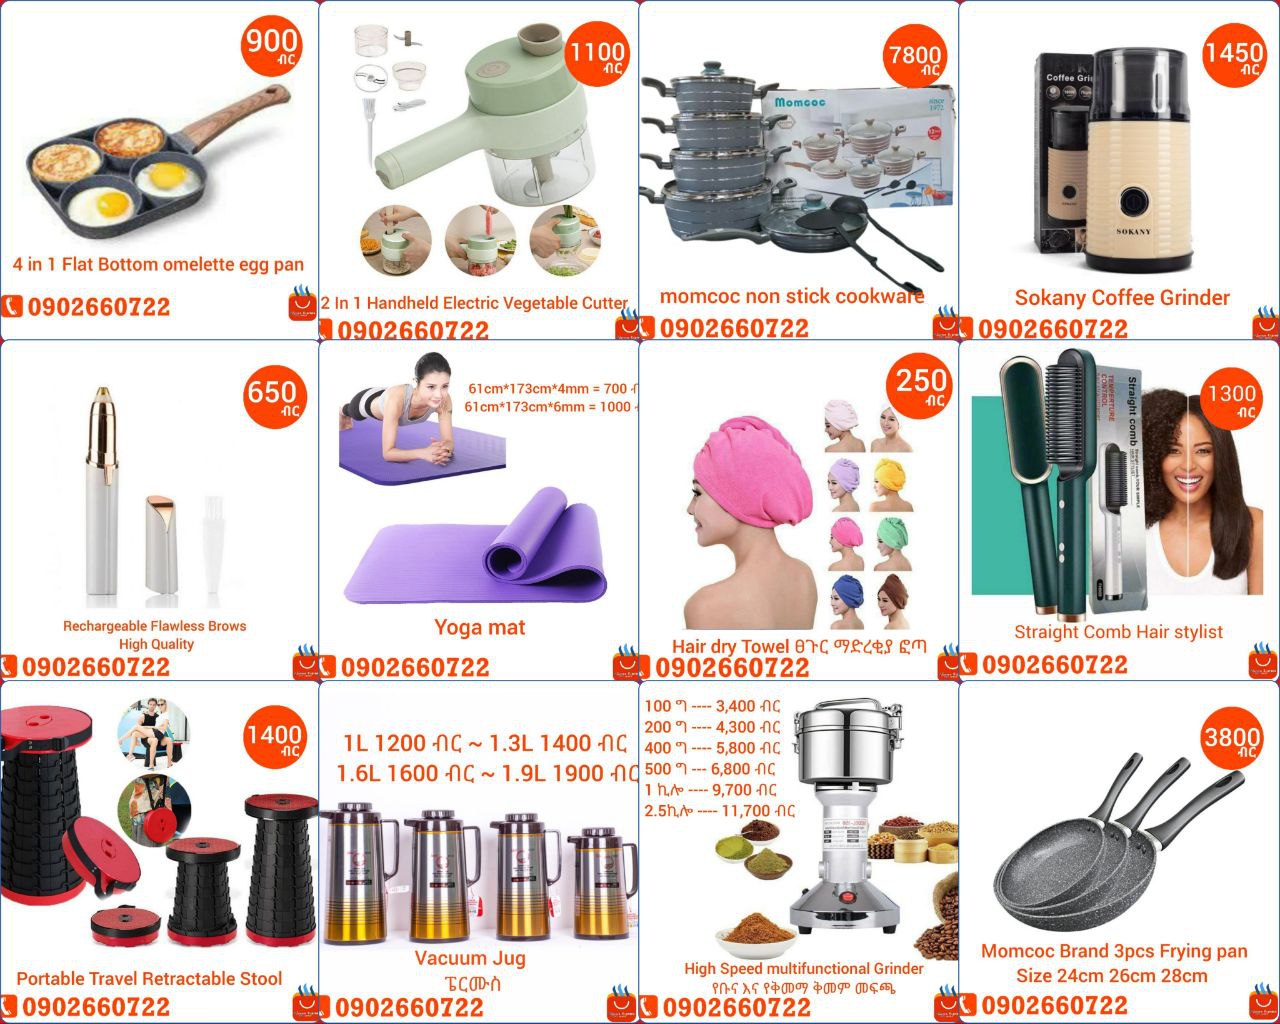 900
ብር
4 in 1 Flat Bottom omelette egg pan
0902660722
1100
ብር
2 In 1 Handheld Electric Vegetable Cutter
0902660722
7800
ብር
Momcoc
since
1972
momcoc non stick cookware
0902660722
1450
ብር
Coffee Gri
SOKANY
Sokany Coffee Grinder
0902660722
650
ብር
Rechargeable Flawless Brows
High Quality
0902660722
61cm*173cm*4mm = 700
61cm*173cm*6mm = 1000
Yoga mat
0902660722
250
ብር
Hair dry Towel ፀጉር ማድረቂያ ፎጣ
0902660722
1300
ብር
Straight comb
TEMPERTURE
CONTROL
Straight Comb Hair stylist
0902660722
1400
ብር
Portable Travel Retractable Stool
0902660722
1L 1200 ብር ~ 1.3L 1400 ብር
1.6L 1600 ብር ~ 1.9L 1900 ብር
Vacuum Jug
ፔርሙስ
0902660722
100 ግ ---- 3,400 ብር
200 ግ ---- 4,300 ብር
400 ግ ---- 5,800 ብር
500 ግ --- 6,800 ብር
1 ኪሎ ---- 9,700 ብር
2.5ኪሎ ---- 11,700 ብር
High Speed multifunctional Grinder
የቡና እና የቅመማ ቅመም መፍጫ
0902660722
3800
ብር
Momcoc Brand 3pcs Frying pan
Size 24cm 26cm 28cm
0902660722